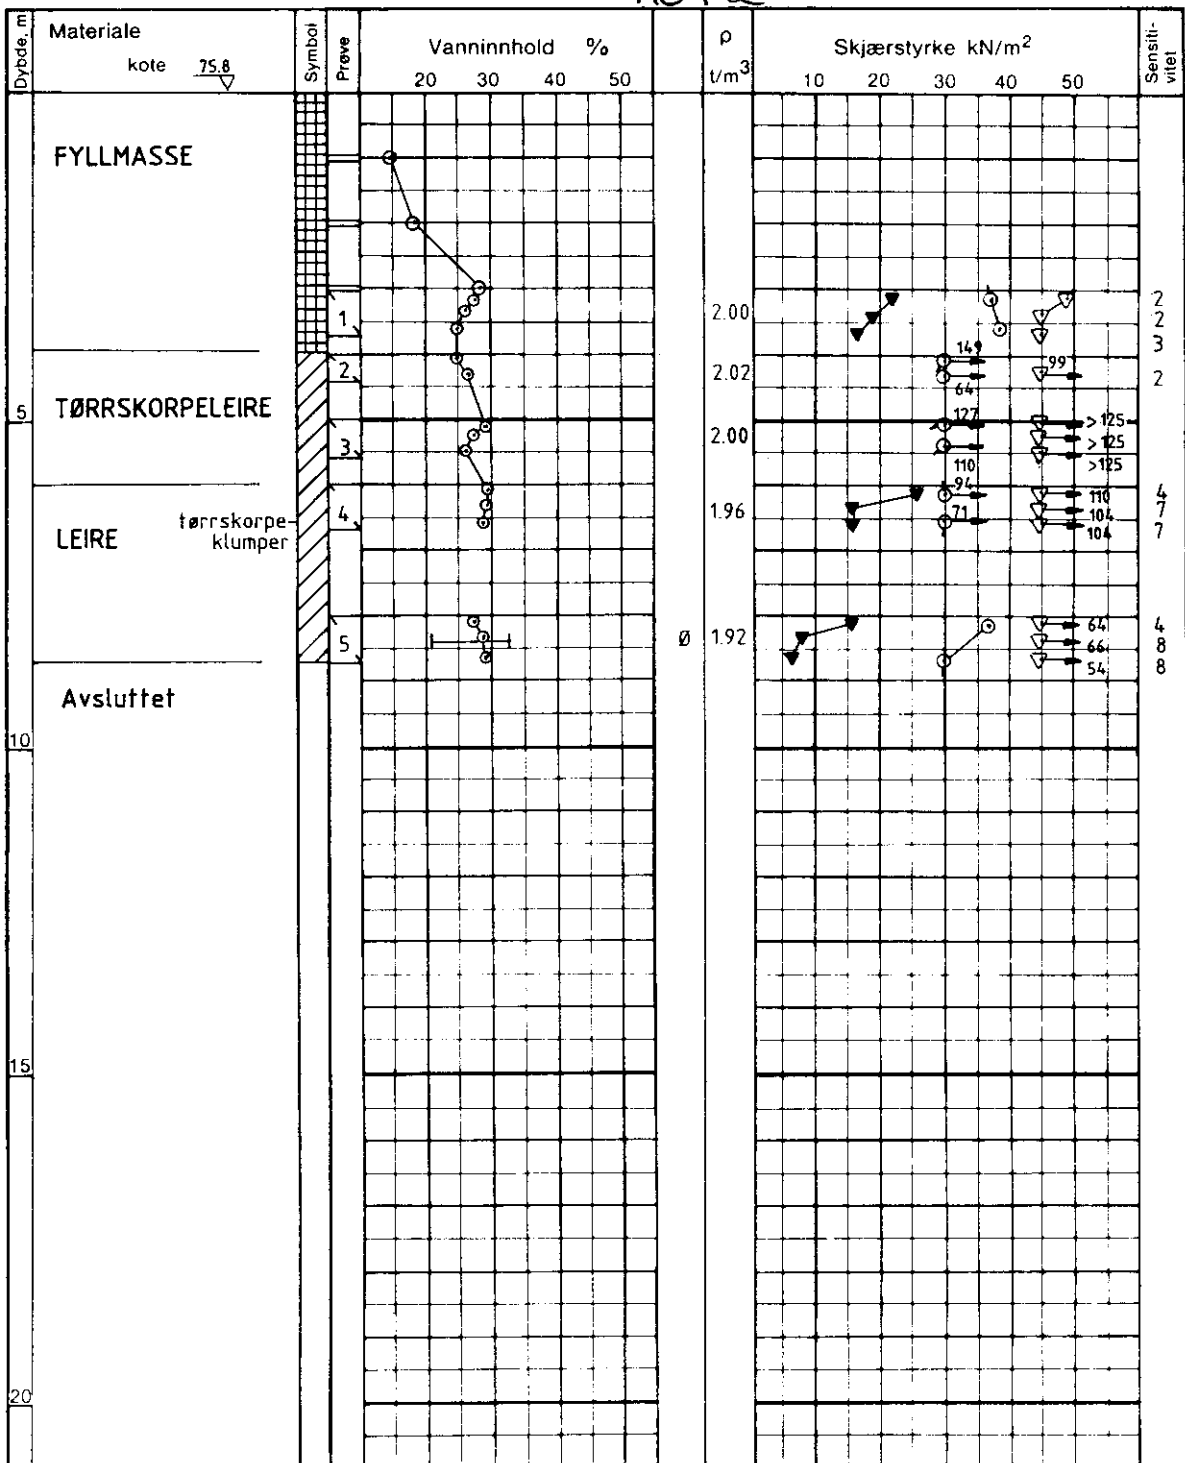 Dybde, m
Materiale
kote 75.8
Symbol
Prøve
Vanninnhold %
20 30 40 50
ρ
t/m³
Skjærstyrke kN/m²
10 20 30 40 50
Sensiti-
vitet
FYLLMASSE
1
2.00
2
2
3
149
2
2.02
99
2
64
TØRRSKORPELEIRE
5
127
>125
3
2.00
>125
110
>125
94
110
4
4
1.96
104
7
71
104
7
LEIRE
tørrskorpe-
klumper
5
Ø
1.92
64
4
66
8
54
8
Avsluttet
10
15
20